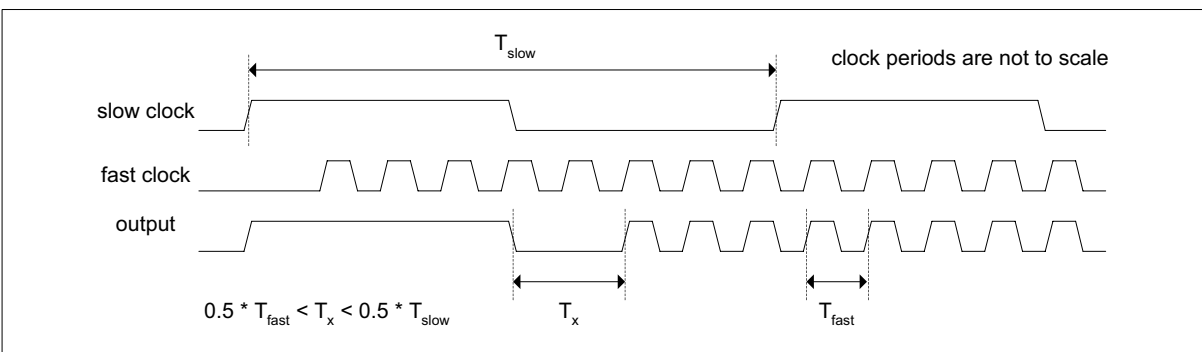 T_slow
clock periods are not to scale
slow clock
fast clock
output
0.5 * T_fast < T_x < 0.5 * T_slow
T_x
T_fast